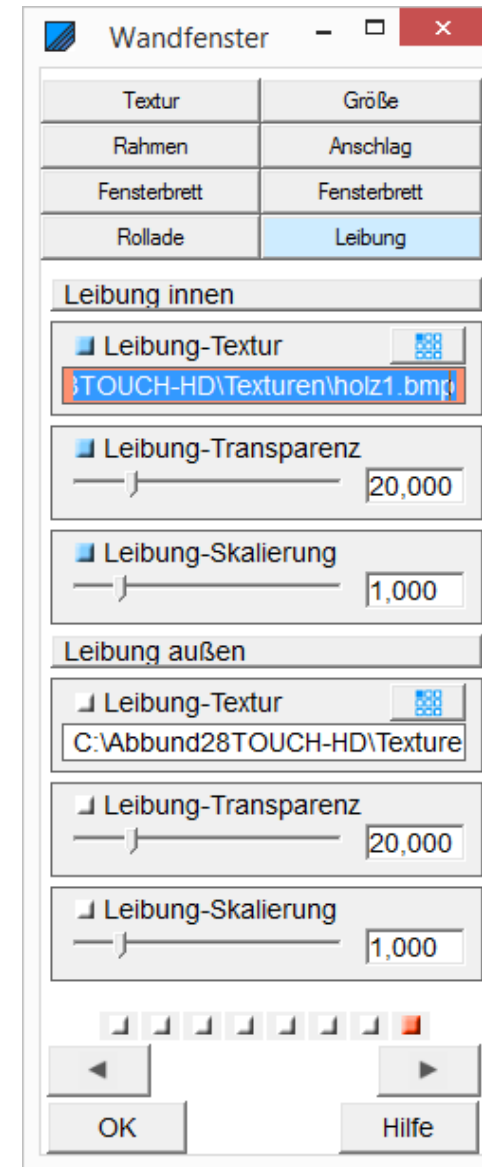 Wandfenster
Textur Größe
Rahmen Anschlag
Fensterbrett Fensterbrett
Rollade Leibung
Leibung innen
Leibung-Textur
3TOUCH-HD\Texturen\holz1.bmp
Leibung-Transparenz
20,000
Leibung-Skalierung
1,000
Leibung außen
Leibung-Textur
C:\Abbund28TOUCH-HD\Texture
Leibung-Transparenz
20,000
Leibung-Skalierung
1,000
OK Hilfe